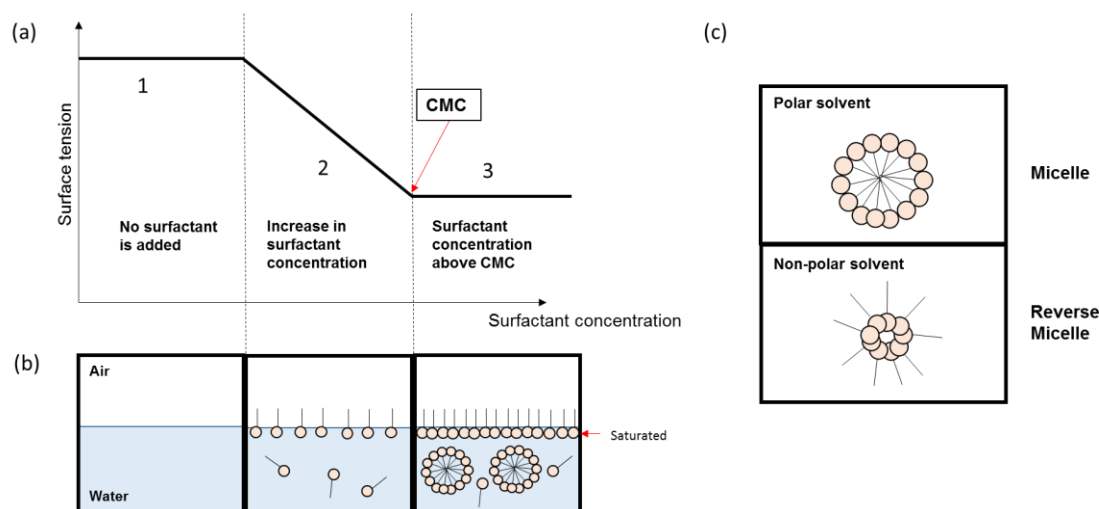 (a)
Surface tension
1
2
3
CMC
No surfactant
is added
Increase in
surfactant
concentration
Surfactant
concentration
above CMC
Surfactant concentration
(b)
Air
Water
Saturated
(c)
Polar solvent
Micelle
Non-polar solvent
Reverse
Micelle